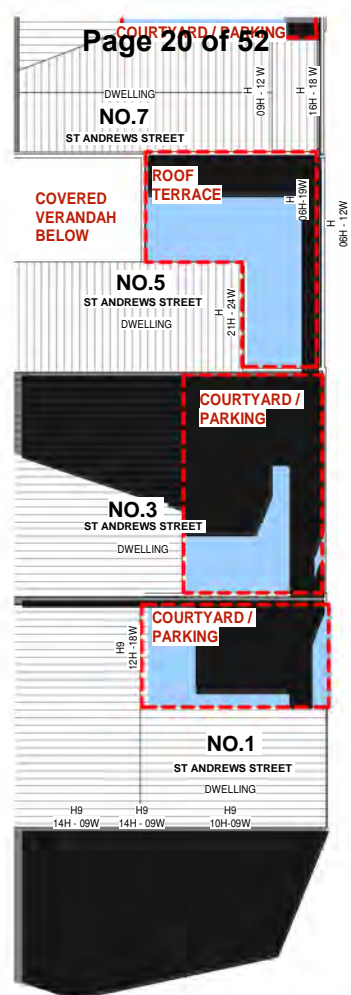 COURTYARD / PARKING
Page 20 of 52
DWELLING
H
09H - 12 W
H
16H - 18 W
NO.7
ST ANDREWS STREET
COVERED
VERANDAH
BELOW
ROOF
TERRACE
H
06H-19W
H
06H - 12W
NO.5
ST ANDREWS STREET
DWELLING
H
21H - 24W
COURTYARD /
PARKING
NO.3
ST ANDREWS STREET
DWELLING
COURTYARD /
PARKING
H9
12H -18W
NO.1
ST ANDREWS STREET
DWELLING
H9
14H - 09W
H9
14H - 09W
H9
10H-09W